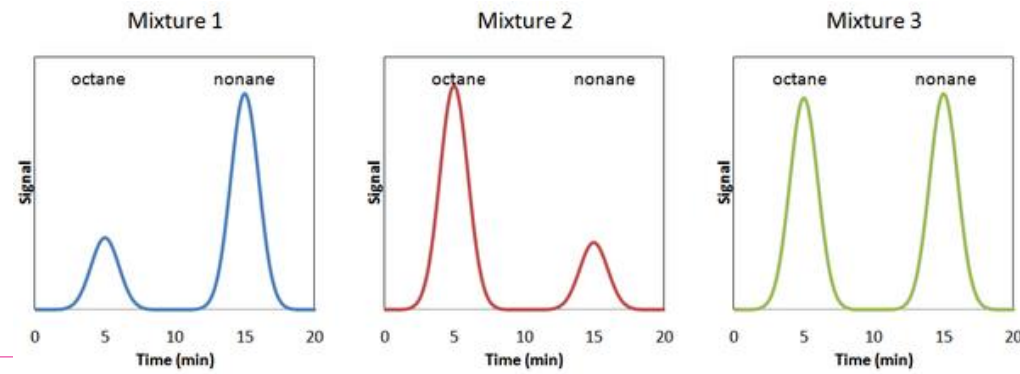 Mixture 1
octane nonane
Signal
0 5 10 15 20
Time (min)
Mixture 2
octane nonane
Signal
0 5 10 15 20
Time (min)
Mixture 3
octane nonane
Signal
0 5 10 15 20
Time (min)